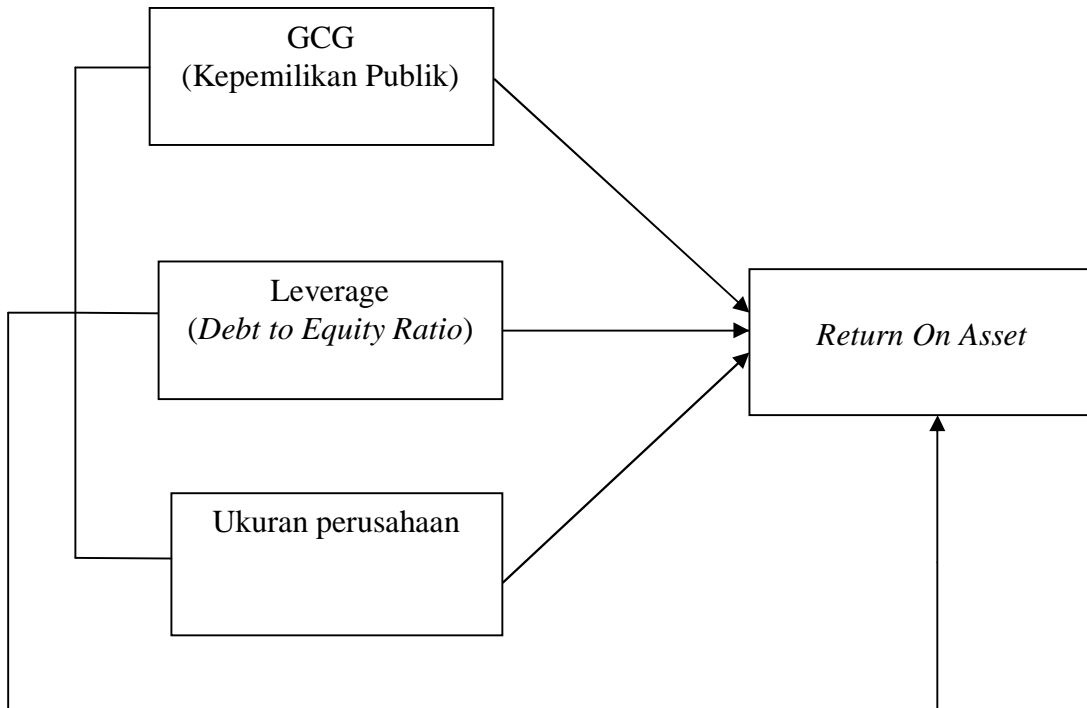 GCG
(Kepemilikan Publik)
Leverage
(Debt to Equity Ratio)
Return On Asset
Ukuran perusahaan